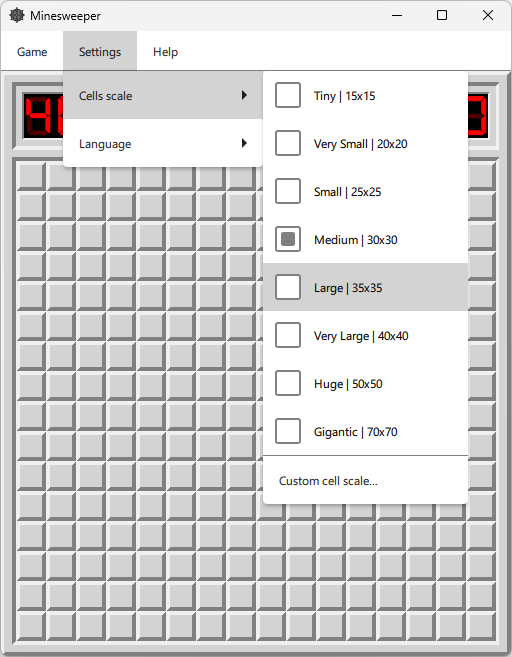 Minesweeper
Game Settings Help
Cells scale
Language
Tiny | 15x15
Very Small | 20x20
Small | 25x25
Medium | 30x30
Large | 35x35
Very Large | 40x40
Huge | 50x50
Gigantic | 70x70
Custom cell scale...